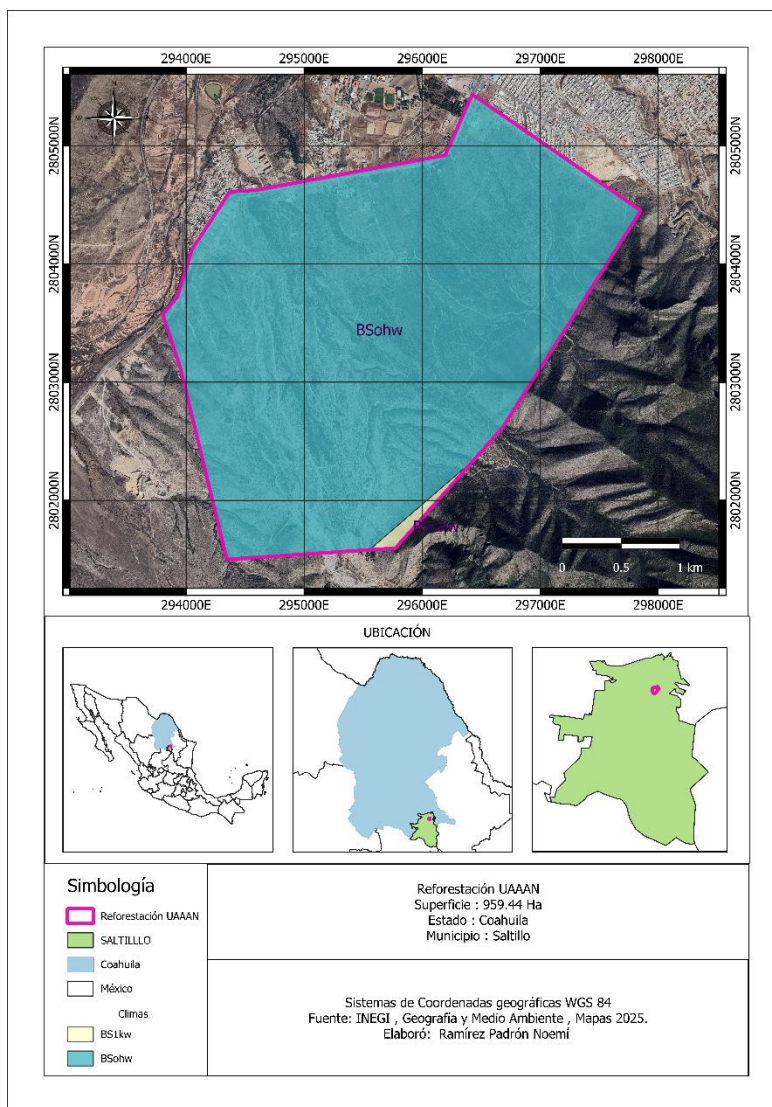 294000E 295000E 296000E 297000E 298000E
2805000N 2805000N
2804000N 2804000N
BSohw
2803000N 2803000N
2802000N 2802000N
0 0.5 1 km
294000E 295000E 296000E 297000E 298000E
UBICACIÓN
Simbología
Reforestación UAAAN
SALTILLLO
Coahuila
México
Climas
BS1kw
BSohw
Reforestación UAAAN
Superficie : 959.44 Ha
Estado : Coahuila
Municipio : Saltillo
Sistemas de Coordenadas geográficas WGS 84
Fuente: INEGI , Geografía y Medio Ambiente , Mapas 2025.
Elaboró: Ramírez Padrón Noemí